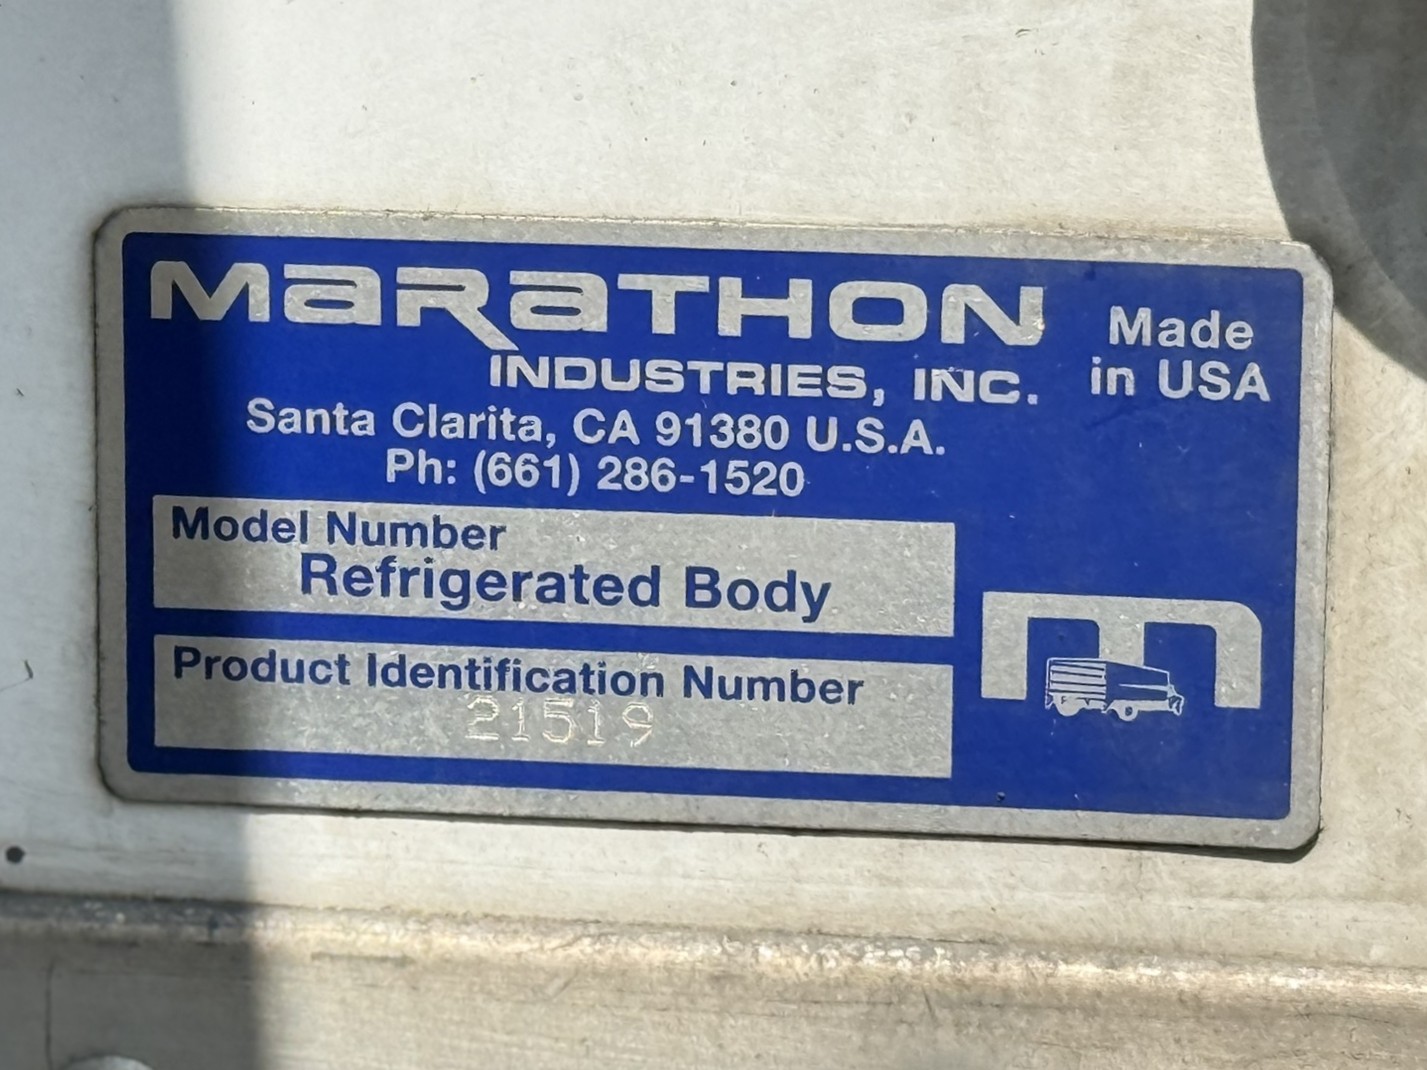 MARATHON
INDUSTRIES, INC.
Made
in USA
Santa Clarita, CA 91380 U.S.A.
Ph: (661) 286-1520
Model Number
Refrigerated Body
Product Identification Number
21519
m